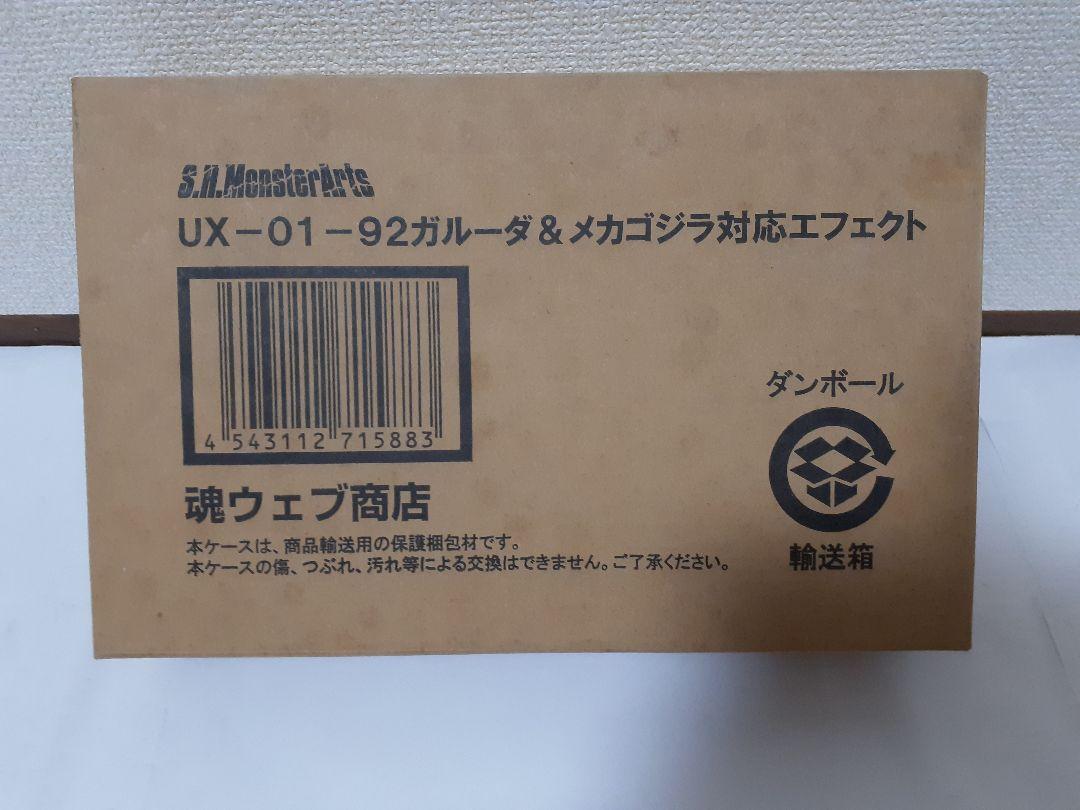 S.H.MonsterArts
UX-01-92ガルーダ&メカゴジラ対応エフェクト
4 543112 715883
魂ウェブ商店
本ケースは、商品輸送用の保護梱包材です。
本ケースの傷、つぶれ、汚れ等による交換はできません。ご了承ください。
ダンボール
輸送箱